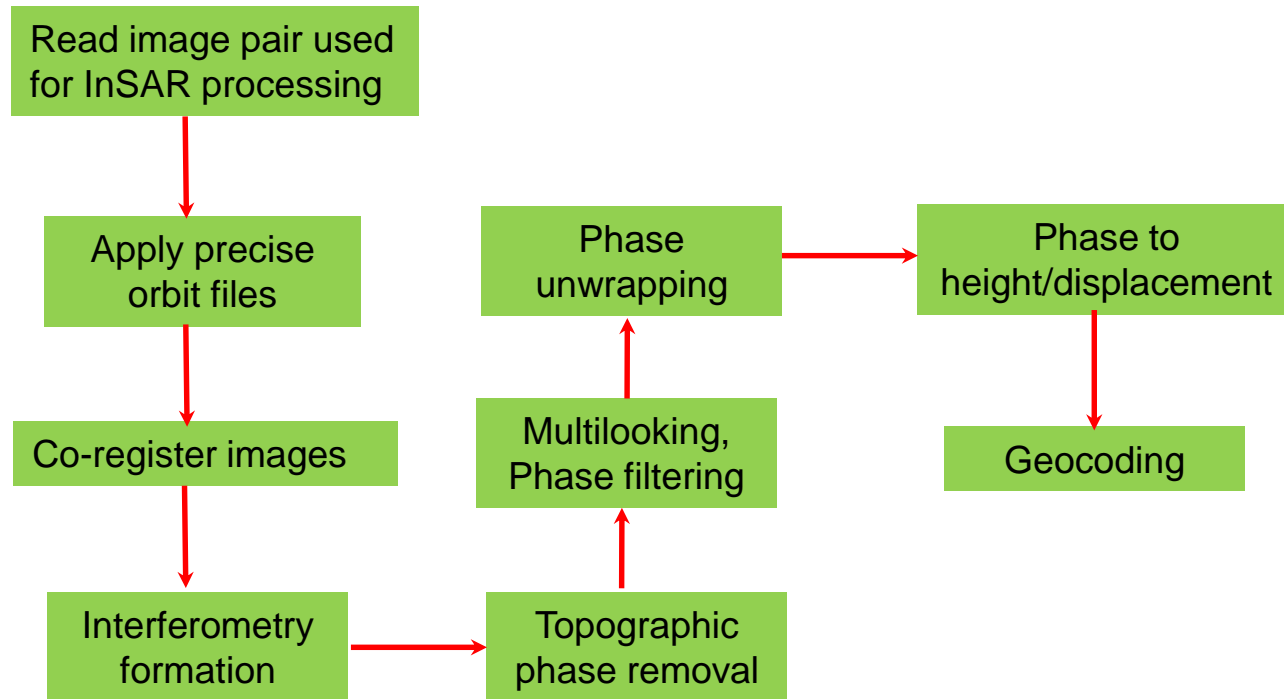 Read image pair used
for InSAR processing
Apply precise
orbit files
Co-register images
Interferometry
formation
Topographic
phase removal
Multilooking,
Phase filtering
Phase
unwrapping
Phase to
height/displacement
Geocoding